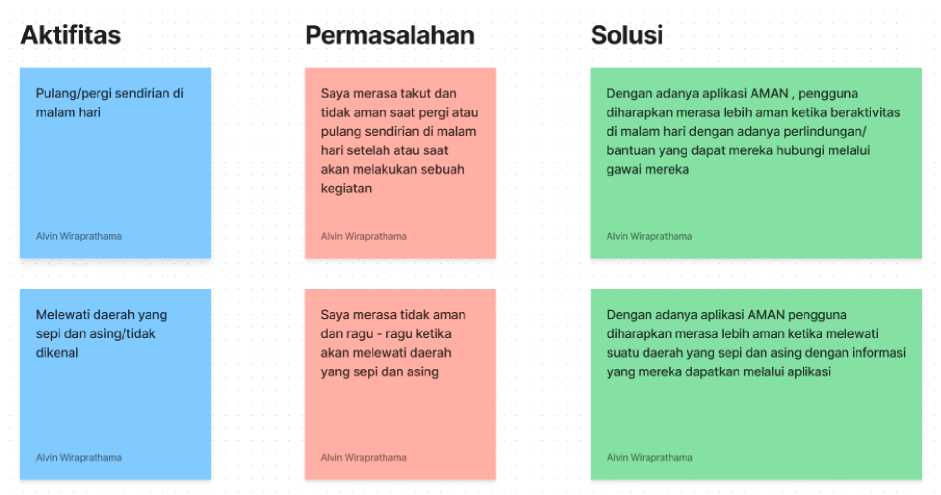 Aktifitas
Permasalahan
Solusi
Pulang/pergi sendirian di
malam hari
Alvin Wiraprathama
Saya merasa takut dan
tidak aman saat pergi atau
pulang sendirian di malam
hari setelah atau saat
akan melakukan sebuah
kegiatan
Alvin Wiraprathama
Dengan adanya aplikasi AMAN , pengguna
diharapkan merasa lebih aman ketika beraktivitas
di malam hari dengan adanya perlindungan/
bantuan yang dapat mereka hubungi melalui
gawai mereka
Alvin Wiraprathama
Melewati daerah yang
sepi dan asing/tidak
dikenal
Alvin Wiraprathama
Saya merasa tidak aman
dan ragu - ragu ketika
akan melewati daerah
yang sepi dan asing
Alvin Wiraprathama
Dengan adanya aplikasi AMAN pengguna
diharapkan merasa lebih aman ketika melewati
suatu daerah yang sepi dan asing dengan informasi
yang mereka dapatkan melalui aplikasi
Alvin Wiraprathama